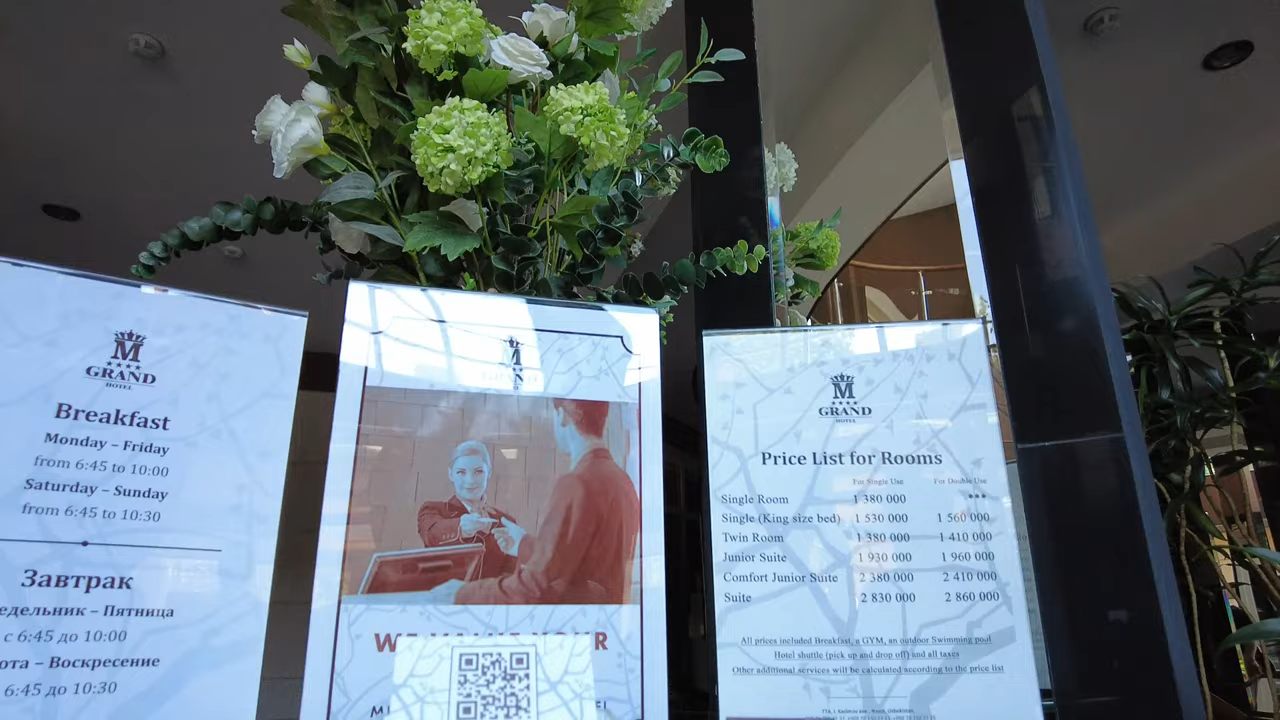 M
GRAND
HOTEL
Breakfast
Monday – Friday
from 6:45 to 10:00
Saturday – Sunday
from 6:45 to 10:30
Завтрак
едельник – Пятница
с 6:45 до 10:00
ота – Воскресение
6:45 до 10:30
M
WE VALUE YOUR
M
GRAND
HOTEL
Price List for Rooms
For Single Use For Double Use
Single Room 1 380 000 ***
Single (King size bed) 1 530 000 1 560 000
Twin Room 1 380 000 1 410 000
Junior Suite 1 930 000 1 960 000
Comfort Junior Suite 2 380 000 2 410 000
Suite 2 830 000 2 860 000
All prices included Breakfast, a GYM, an outdoor Swimming pool
Hotel shuttle (pick up and drop off) and all taxes
Other additional services will be calculated according to the price list